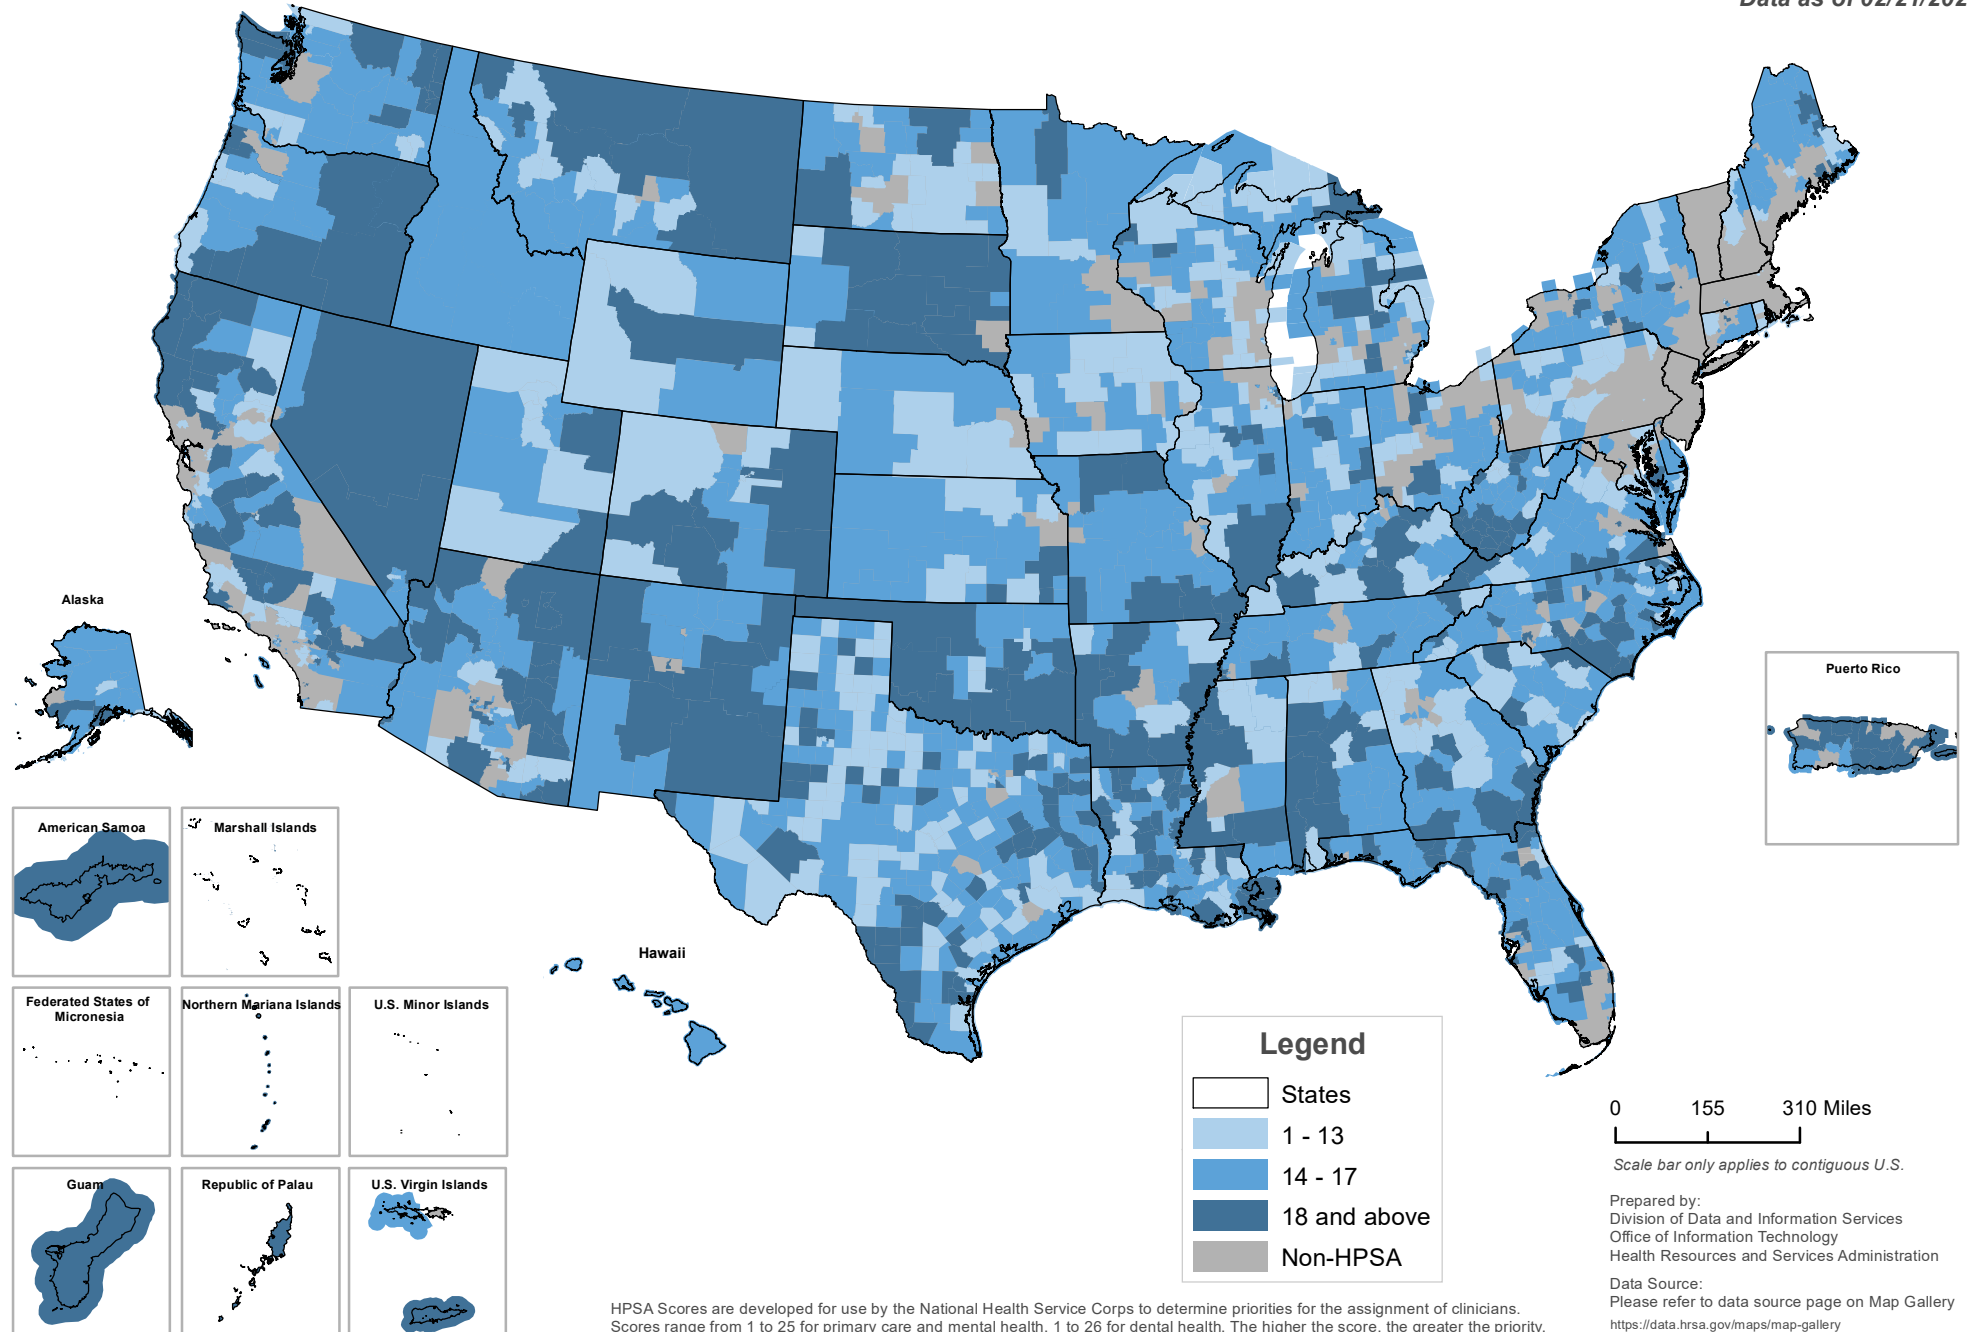 Data as of 02/21/202
Alaska
Puerto Rico
American Samoa
Marshall Islands
Hawaii
Federated States of
Micronesia
Northern Mariana Islands
U.S. Minor Islands
Guam
Republic of Palau
U.S. Virgin Islands
Legend
States
1 - 13
14 - 17
18 and above
Non-HPSA
0 155 310 Miles
Scale bar only applies to contiguous U.S.
Prepared by:
Division of Data and Information Services
Office of Information Technology
Health Resources and Services Administration
Data Source:
Please refer to data source page on Map Gallery
https://data.hrsa.gov/maps/map-gallery
HPSA Scores are developed for use by the National Health Service Corps to determine priorities for the assignment of clinicians.
Scores range from 1 to 25 for primary care and mental health, 1 to 26 for dental health. The higher the score, the greater the priority.